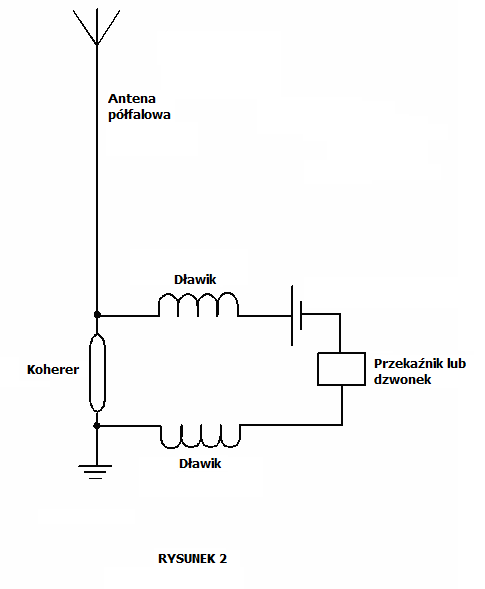 Antena
półfalowa
Dławik
Koherer
Przekaźnik lub
dzwonek
Dławik
RYSUNEK 2